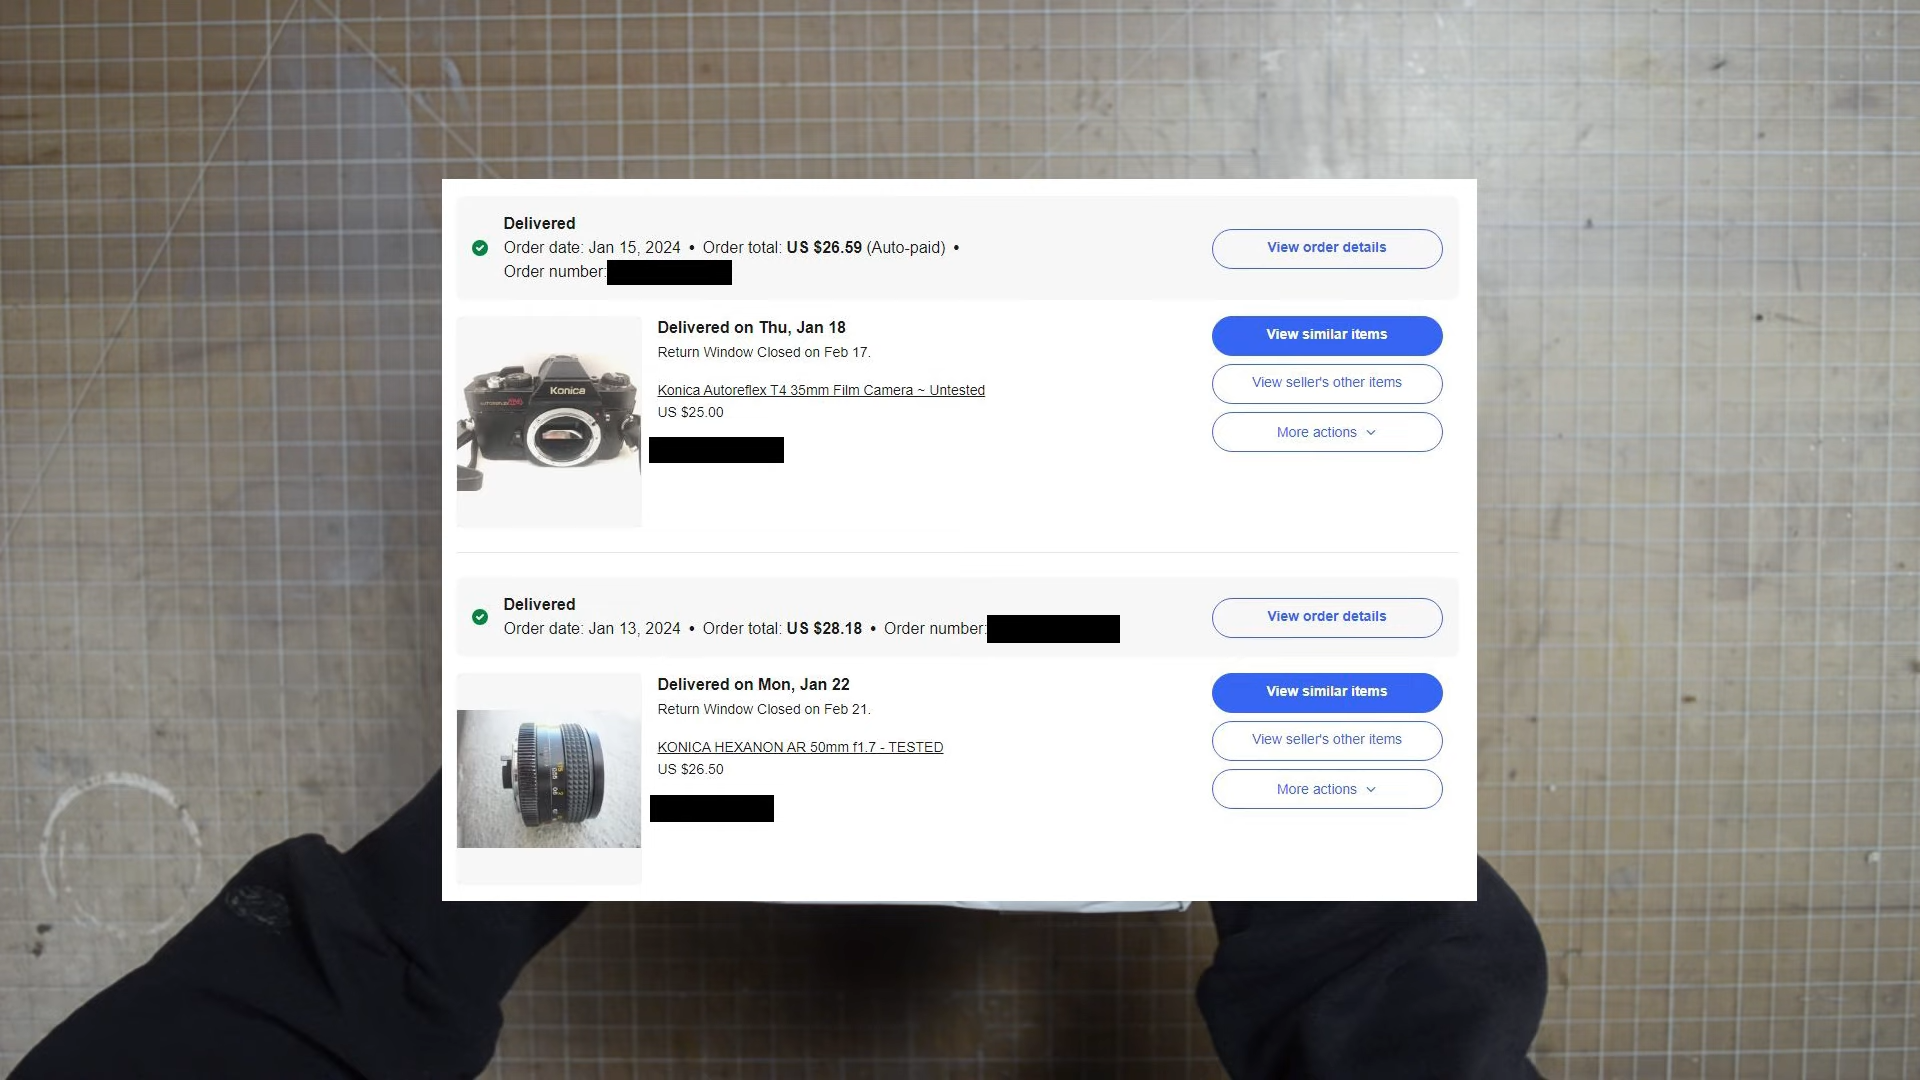 Delivered
Order date: Jan 15, 2024 • Order total: US $26.59 (Auto-paid) •
Order number:
View order details
Konica
Delivered on Thu, Jan 18
Return Window Closed on Feb 17.
Konica Autoreflex T4 35mm Film Camera ~ Untested
US $25.00
View similar items
View seller's other items
More actions
Delivered
Order date: Jan 13, 2024 • Order total: US $28.18 • Order number:
View order details
Delivered on Mon, Jan 22
Return Window Closed on Feb 21.
KONICA HEXANON AR 50mm f1.7 - TESTED
US $26.50
View similar items
View seller's other items
More actions